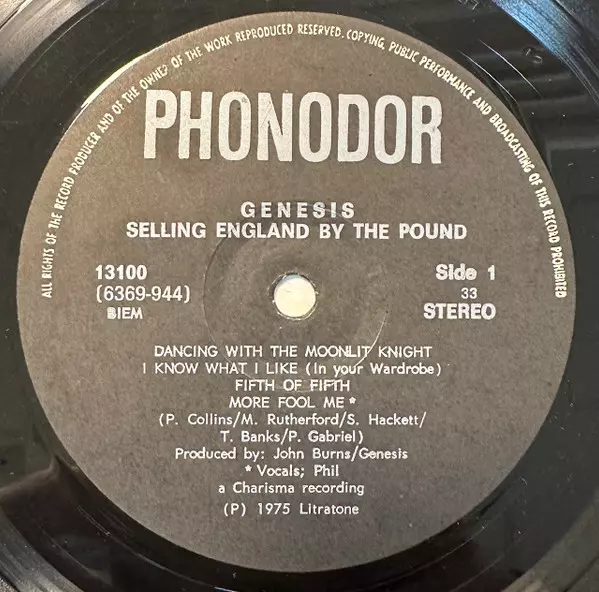 ALL RIGHTS OF THE RECORD PRODUCER AND OF THE OWNER OF THE WORK REPRODUCED RESERVED. COPYING, PUBLIC PERFORMANCE AND BROADCASTING OF THIS RECORD PROHIBITED
PHONODOR
GENESIS
SELLING ENGLAND BY THE POUND
13100 Side 1
(6369-944) 33
BIEM STEREO
DANCING WITH THE MOONLIT KNIGHT
I KNOW WHAT I LIKE (In your Wardrobe)
FIFTH OF FIFTH
MORE FOOL ME *
(P. Collins/M. Rutherford/S. Hackett/
T. Banks/P. Gabriel)
Produced by: John Burns/Genesis
* Vocals; Phil
a Charisma recording
(P) 1975 Litratone